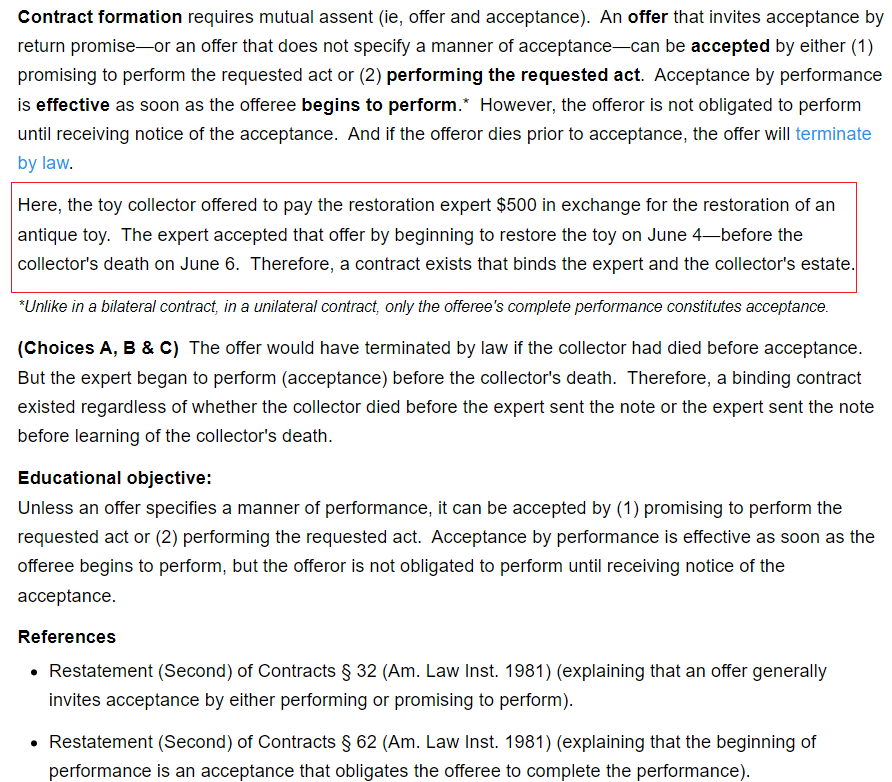 Contract formation requires mutual assent (ie, offer and acceptance). An offer that invites acceptance by
return promise—or an offer that does not specify a manner of acceptance—can be accepted by either (1)
promising to perform the requested act or (2) performing the requested act. Acceptance by performance
is effective as soon as the offeree begins to perform.* However, the offeror is not obligated to perform
until receiving notice of the acceptance. And if the offeror dies prior to acceptance, the offer will terminate
by law.
Here, the toy collector offered to pay the restoration expert $500 in exchange for the restoration of an
antique toy. The expert accepted that offer by beginning to restore the toy on June 4—before the
collector's death on June 6. Therefore, a contract exists that binds the expert and the collector's estate.
*Unlike in a bilateral contract, in a unilateral contract, only the offeree's complete performance constitutes acceptance.
(Choices A, B & C) The offer would have terminated by law if the collector had died before acceptance.
But the expert began to perform (acceptance) before the collector's death. Therefore, a binding contract
existed regardless of whether the collector died before the expert sent the note or the expert sent the note
before learning of the collector's death.
Educational objective:
Unless an offer specifies a manner of performance, it can be accepted by (1) promising to perform the
requested act or (2) performing the requested act. Acceptance by performance is effective as soon as the
offeree begins to perform, but the offeror is not obligated to perform until receiving notice of the
acceptance.
References
• Restatement (Second) of Contracts § 32 (Am. Law Inst. 1981) (explaining that an offer generally
invites acceptance by either performing or promising to perform).
• Restatement (Second) of Contracts § 62 (Am. Law Inst. 1981) (explaining that the beginning of
performance is an acceptance that obligates the offeree to complete the performance).